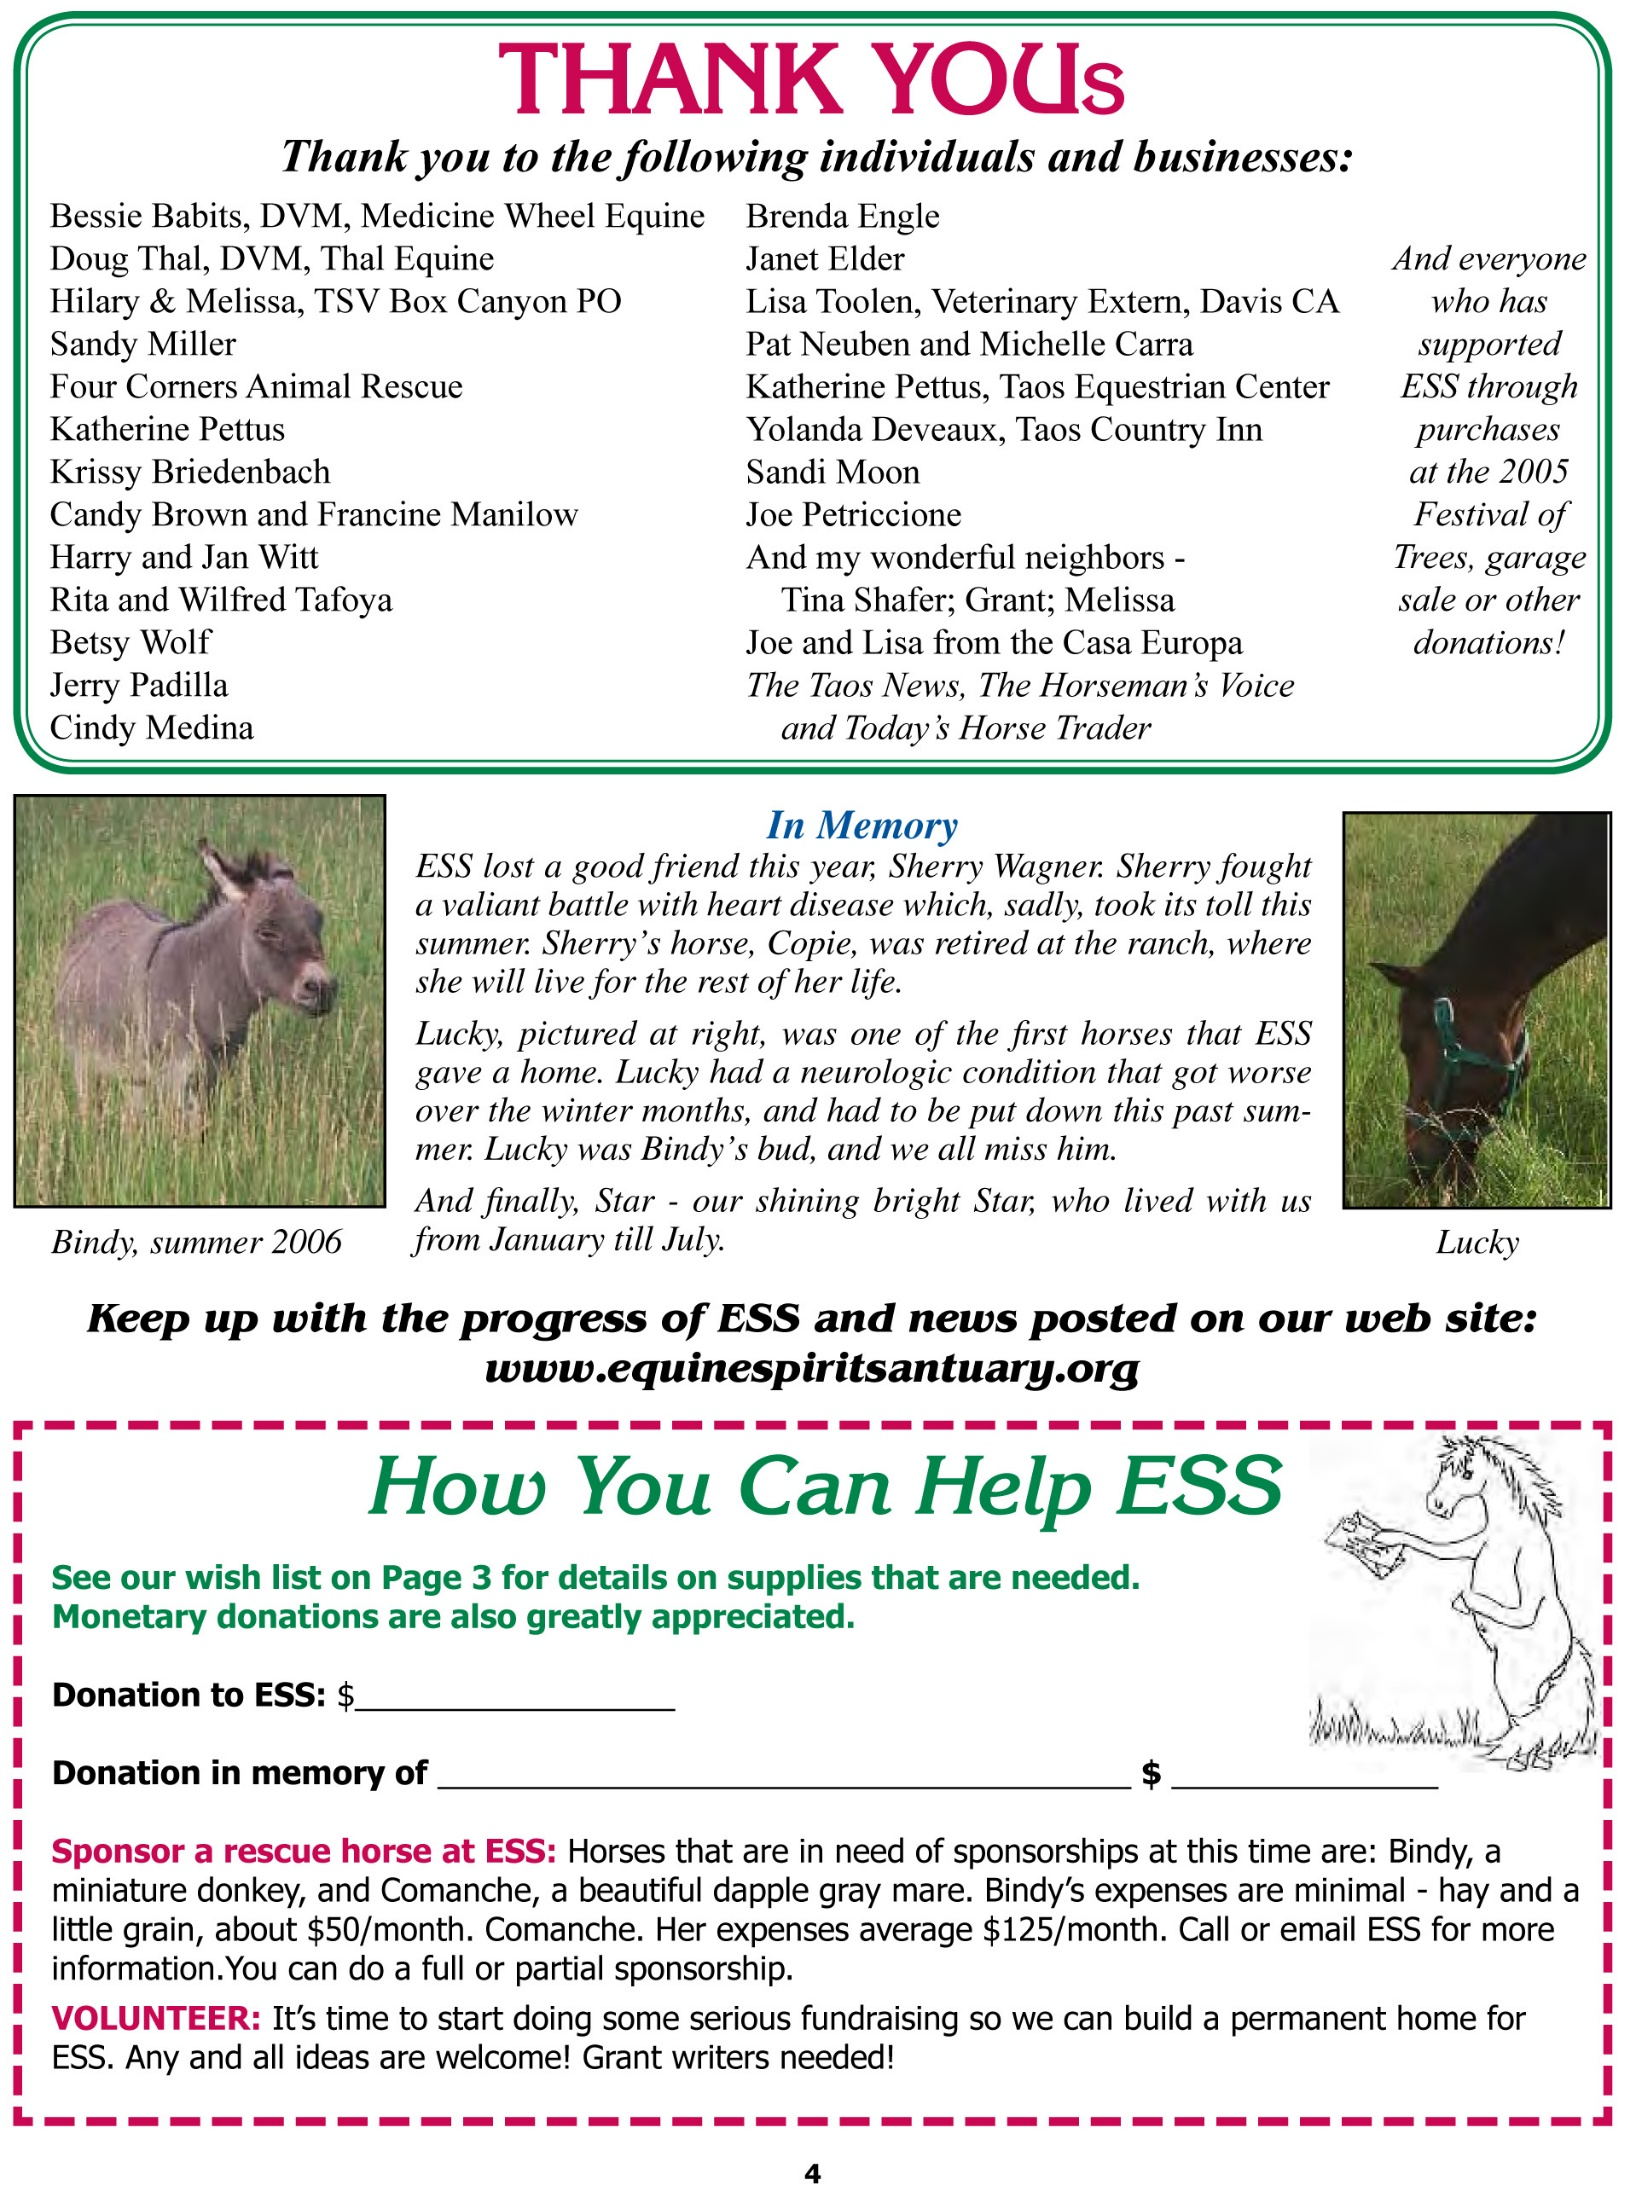 THANK YOUs
Thank you to the following individuals and businesses:
Bessie Babits, DVM, Medicine Wheel Equine
Doug Thal, DVM, Thal Equine
Hilary & Melissa, TSV Box Canyon PO
Sandy Miller
Four Corners Animal Rescue
Katherine Pettus
Krissy Briedenbach
Candy Brown and Francine Manilow
Harry and Jan Witt
Rita and Wilfred Tafoya
Betsy Wolf
Jerry Padilla
Cindy Medina
Brenda Engle
Janet Elder
Lisa Toolen, Veterinary Extern, Davis CA
Pat Neuben and Michelle Carra
Katherine Pettus, Taos Equestrian Center
Yolanda Deveaux, Taos Country Inn
Sandi Moon
Joe Petriccione
And my wonderful neighbors -
Tina Shafer; Grant; Melissa
Joe and Lisa from the Casa Europa
The Taos News, The Horseman’s Voice
and Today’s Horse Trader
And everyone
who has
supported
ESS through
purchases
at the 2005
Festival of
Trees, garage
sale or other
donations!
In Memory
ESS lost a good friend this year, Sherry Wagner. Sherry fought
a valiant battle with heart disease which, sadly, took its toll this
summer. Sherry’s horse, Copie, was retired at the ranch, where
she will live for the rest of her life.
Lucky, pictured at right, was one of the first horses that ESS
gave a home. Lucky had a neurologic condition that got worse
over the winter months, and had to be put down this past sum-
mer. Lucky was Bindy’s bud, and we all miss him.
And finally, Star - our shining bright Star, who lived with us
from January till July.
Bindy, summer 2006
Lucky
Keep up with the progress of ESS and news posted on our web site:
www.equinespiritsantuary.org
How You Can Help ESS
See our wish list on Page 3 for details on supplies that are needed.
Monetary donations are also greatly appreciated.
Donation to ESS: $___________________
Donation in memory of _________________________________________ $ ________________
Sponsor a rescue horse at ESS: Horses that are in need of sponsorships at this time are: Bindy, a
miniature donkey, and Comanche, a beautiful dapple gray mare. Bindy’s expenses are minimal - hay and a
little grain, about $50/month. Comanche. Her expenses average $125/month. Call or email ESS for more
information.You can do a full or partial sponsorship.
VOLUNTEER: It’s time to start doing some serious fundraising so we can build a permanent home for
ESS. Any and all ideas are welcome! Grant writers needed!
4